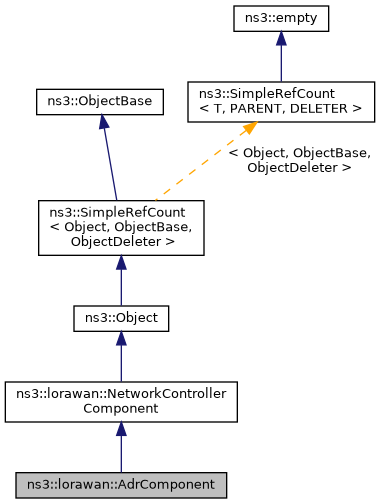 ns3::empty
ns3::SimpleRefCount
< T, PARENT, DELETER >
ns3::ObjectBase
< Object, ObjectBase,
ObjectDeleter >
ns3::SimpleRefCount
< Object, ObjectBase,
ObjectDeleter >
ns3::Object
ns3::lorawan::NetworkController
Component
ns3::lorawan::AdrComponent